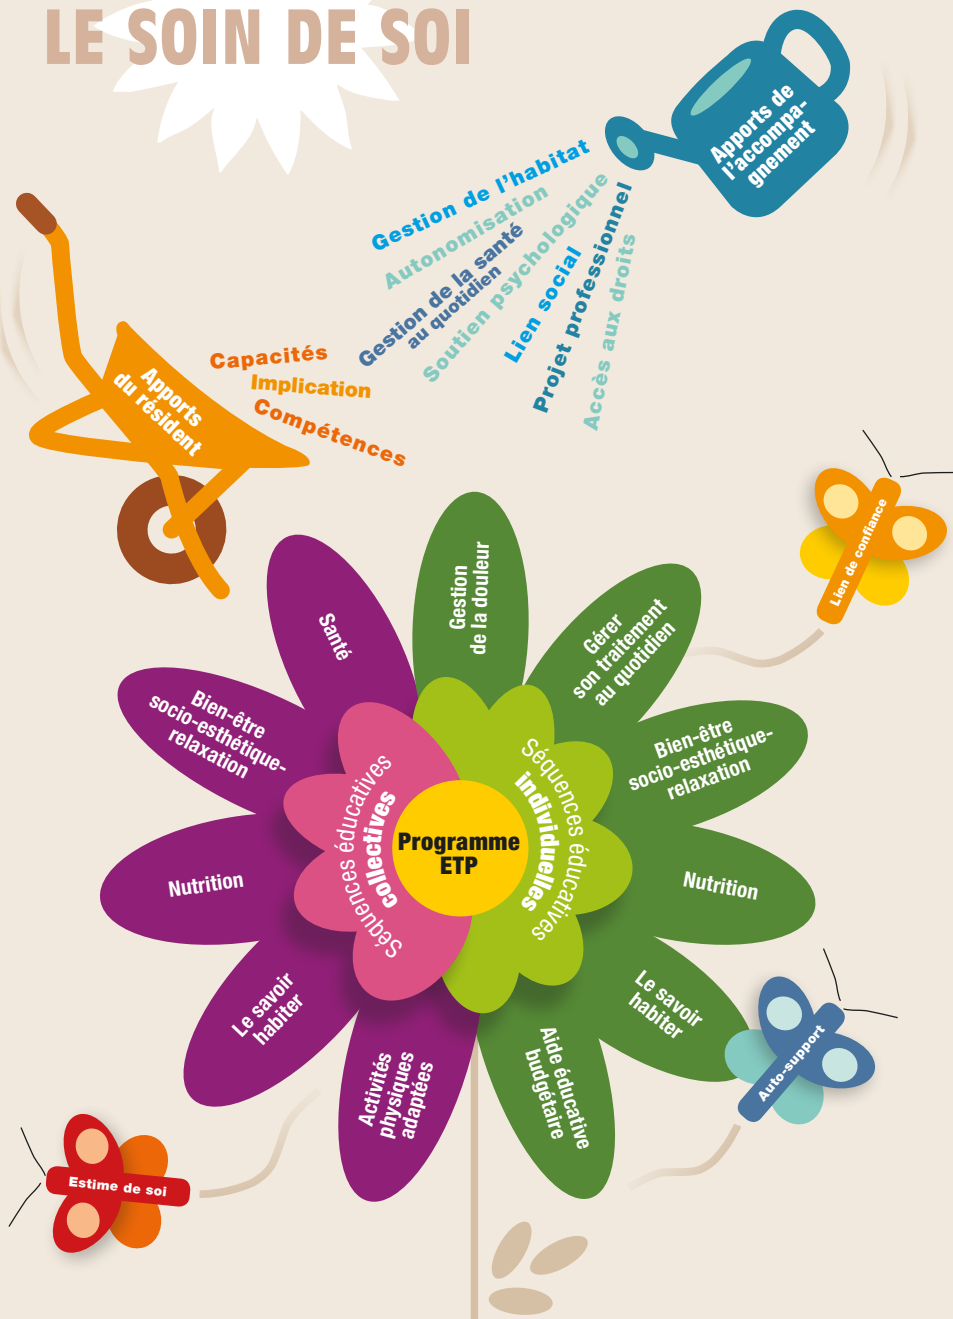 LE SOIN DE SOI
Apports de
l'accompa-
gnement
Gestion de l'habitat
Autonomisation
Gestion de la santé
au quotidien
Soutien psychologique
Lien social
Projet professionnel
Accès aux droits
Apports
du résident
Capacités
Implication
Compétences
Lien de confiance
Gestion
de la douleur
Gérer
son traitement
au quotidien
Bien-être
socio-esthétique-
relaxation
Nutrition
Le savoir
habiter
Aide éducative
budgétaire
Séquences éducatives
individuelles
Programme
ETP
Séquences éducatives
collectives
Santé
Bien-être
socio-esthétique-
relaxation
Nutrition
Le savoir
habiter
Activités
physiques
adaptées
Auto-support
Estime de soi